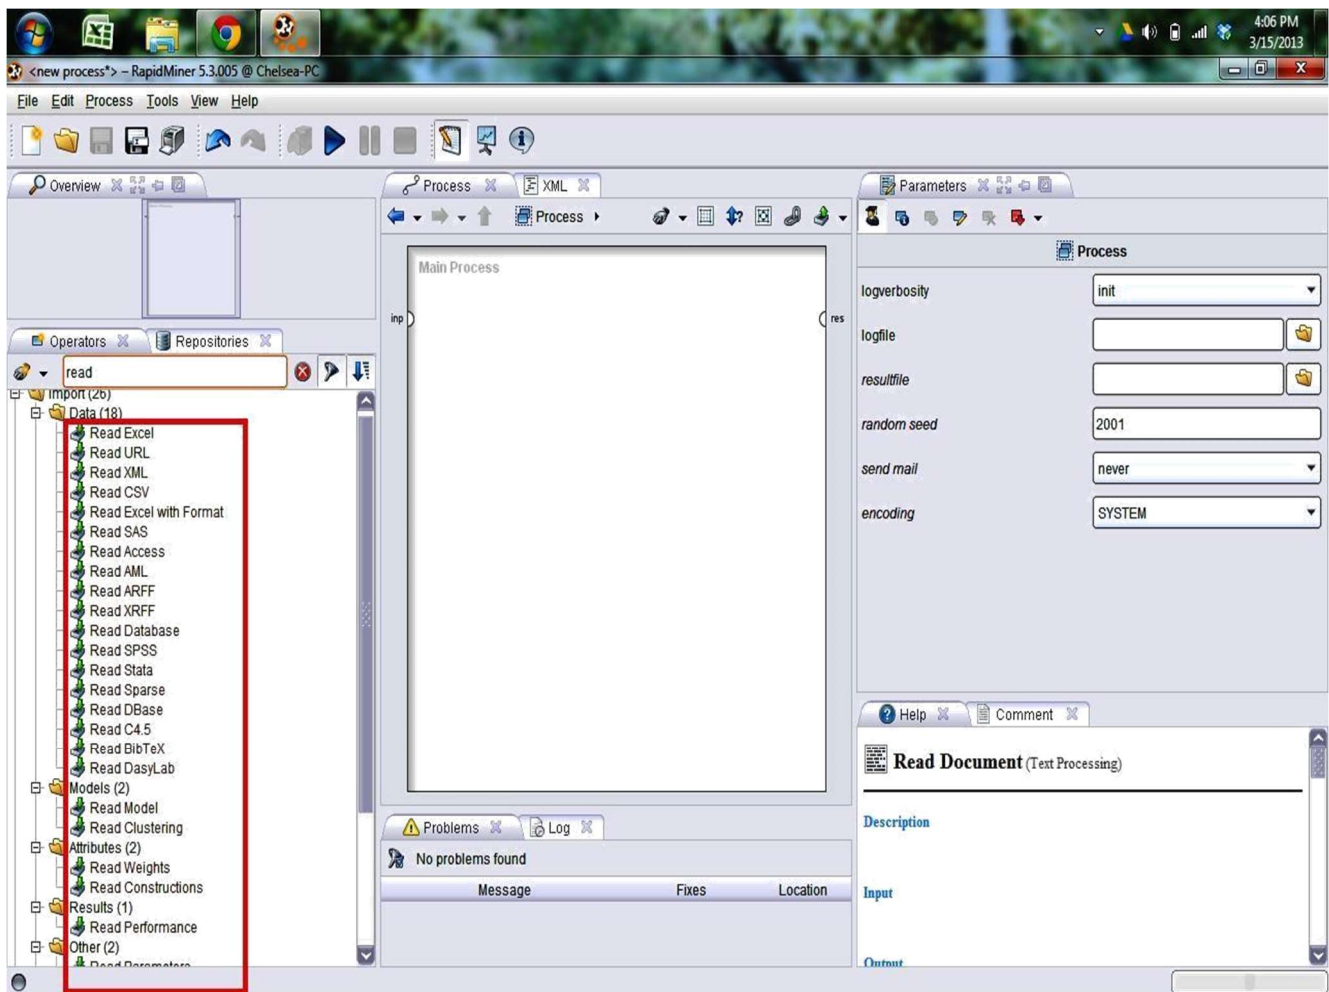 4:06 PM
3/15/2013
<new process*> – RapidMiner 5.3.005 @ Chelsea-PC
File Edit Process Tools View Help
Overview
Process XML
Parameters
Process
Process
Main Process
inp
res
logverbosity init
logfile
resultfile
random seed 2001
send mail never
encoding SYSTEM
Operators Repositories
read
Import (26)
Data (18)
Read Excel
Read URL
Read XML
Read CSV
Read Excel with Format
Read SAS
Read Access
Read AML
Read ARFF
Read XRFF
Read Database
Read SPSS
Read Stata
Read Sparse
Read DBase
Read C4.5
Read BibTeX
Read DasyLab
Models (2)
Read Model
Read Clustering
Attributes (2)
Read Weights
Read Constructions
Results (1)
Read Performance
Other (2)
Read Parameters
Problems Log
No problems found
Message Fixes Location
Help Comment
Read Document (Text Processing)
Description
Input
Output